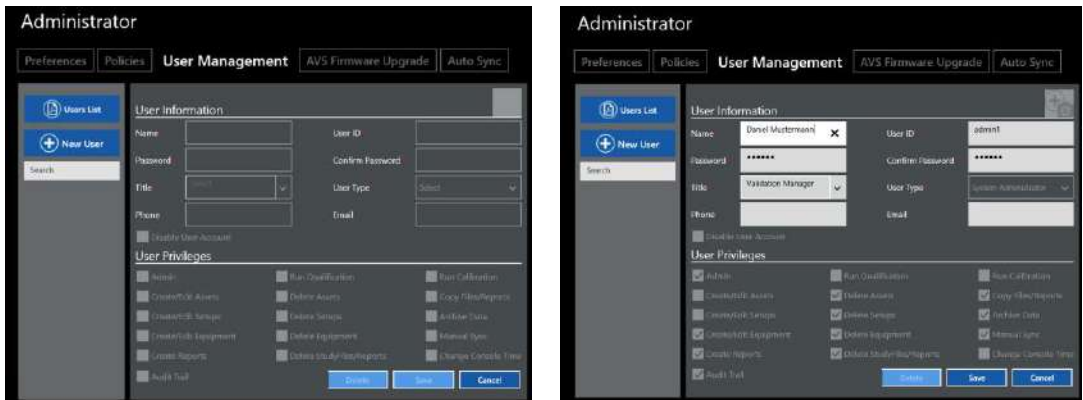 Administrator
Preferences Policies User Management AVS Firmware Upgrade Auto Sync
Users List
New User
Search
User Information
Name User ID
Password Confirm Password
Title Select User Type Select
Phone Email
Disable User Account
User Privileges
Admin Run Qualification Run Calibration
Create/Edit Assets Delete Assets Copy Files/Reports
Create/Edit Setups Delete Setups Archive Data
Create/Edit Equipment Delete Equipment Manual Sync
Create Reports Delete StudyFiles/Reports Change Console Time
Audit Trail
Delete Save Cancel
Administrator
Preferences Policies User Management AVS Firmware Upgrade Auto Sync
Users List
New User
Search
User Information
Name Daniel Mustermann User ID admin1
Password •••••• Confirm Password ••••••
Title Validation Manager User Type System Administrator
Phone Email
Disable User Account
User Privileges
Admin Run Qualification Run Calibration
Create/Edit Assets Delete Assets Copy Files/Reports
Create/Edit Setups Delete Setups Archive Data
Create/Edit Equipment Delete Equipment Manual Sync
Create Reports Delete StudyFiles/Reports Change Console Time
Audit Trail
Delete Save Cancel